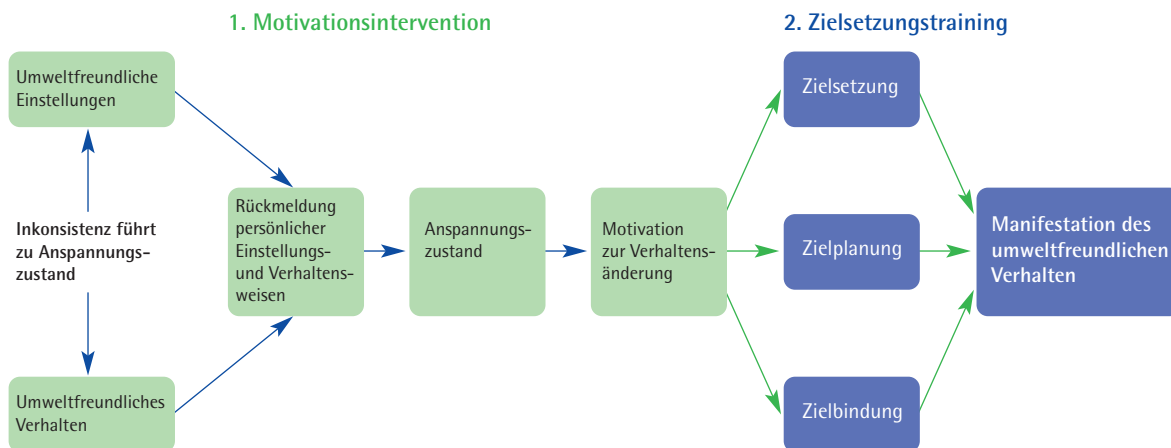 1. Motivationsintervention
2. Zielsetzungstraining
Umweltfreundliche
Einstellungen
Inkonsistenz führt
zu Anspannungs-
zustand
Umweltfreundliches
Verhalten
Rückmeldung
persönlicher
Einstellungs-
und Verhaltens-
weisen
Anspannungs-
zustand
Motivation
zur Verhaltens-
änderung
Zielsetzung
Zielplanung
Zielbindung
Manifestation des
umweltfreundlichen
Verhalten